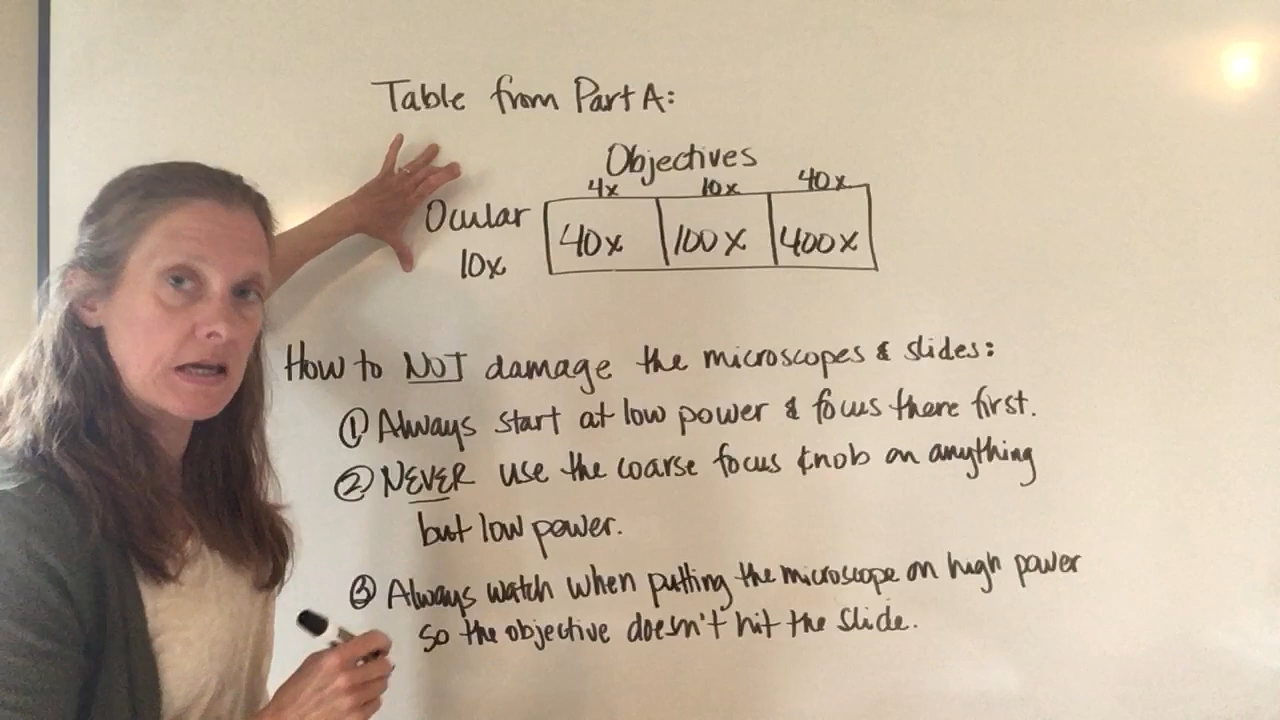 Table from Part A:
Objectives
4x 10x 40x
Ocular
10x
40x 100x 400x
How to NOT damage the microscopes & slides:
① Always start at low power & focus there first.
② NEVER use the coarse focus knob on anything
but low power.
③ Always watch when putting the microscope on high power
so the objective doesn't hit the slide.